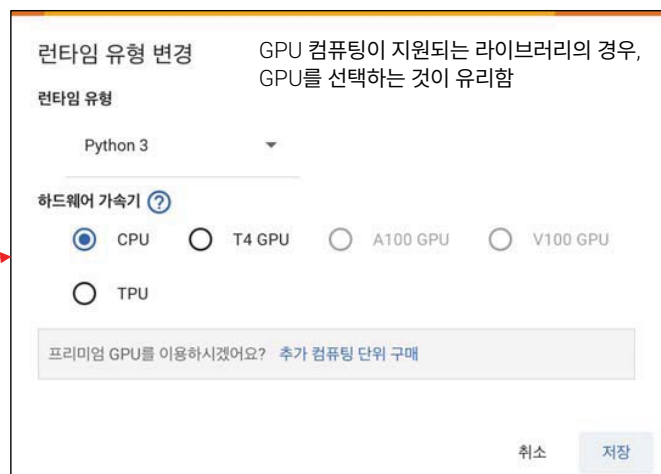 런타임 유형 변경
GPU 컴퓨팅이 지원되는 라이브러리의 경우,
GPU를 선택하는 것이 유리함
런타임 유형
Python 3
하드웨어 가속기 ?
CPU T4 GPU A100 GPU V100 GPU
TPU
프리미엄 GPU를 이용하시겠어요? 추가 컴퓨팅 단위 구매
취소 저장